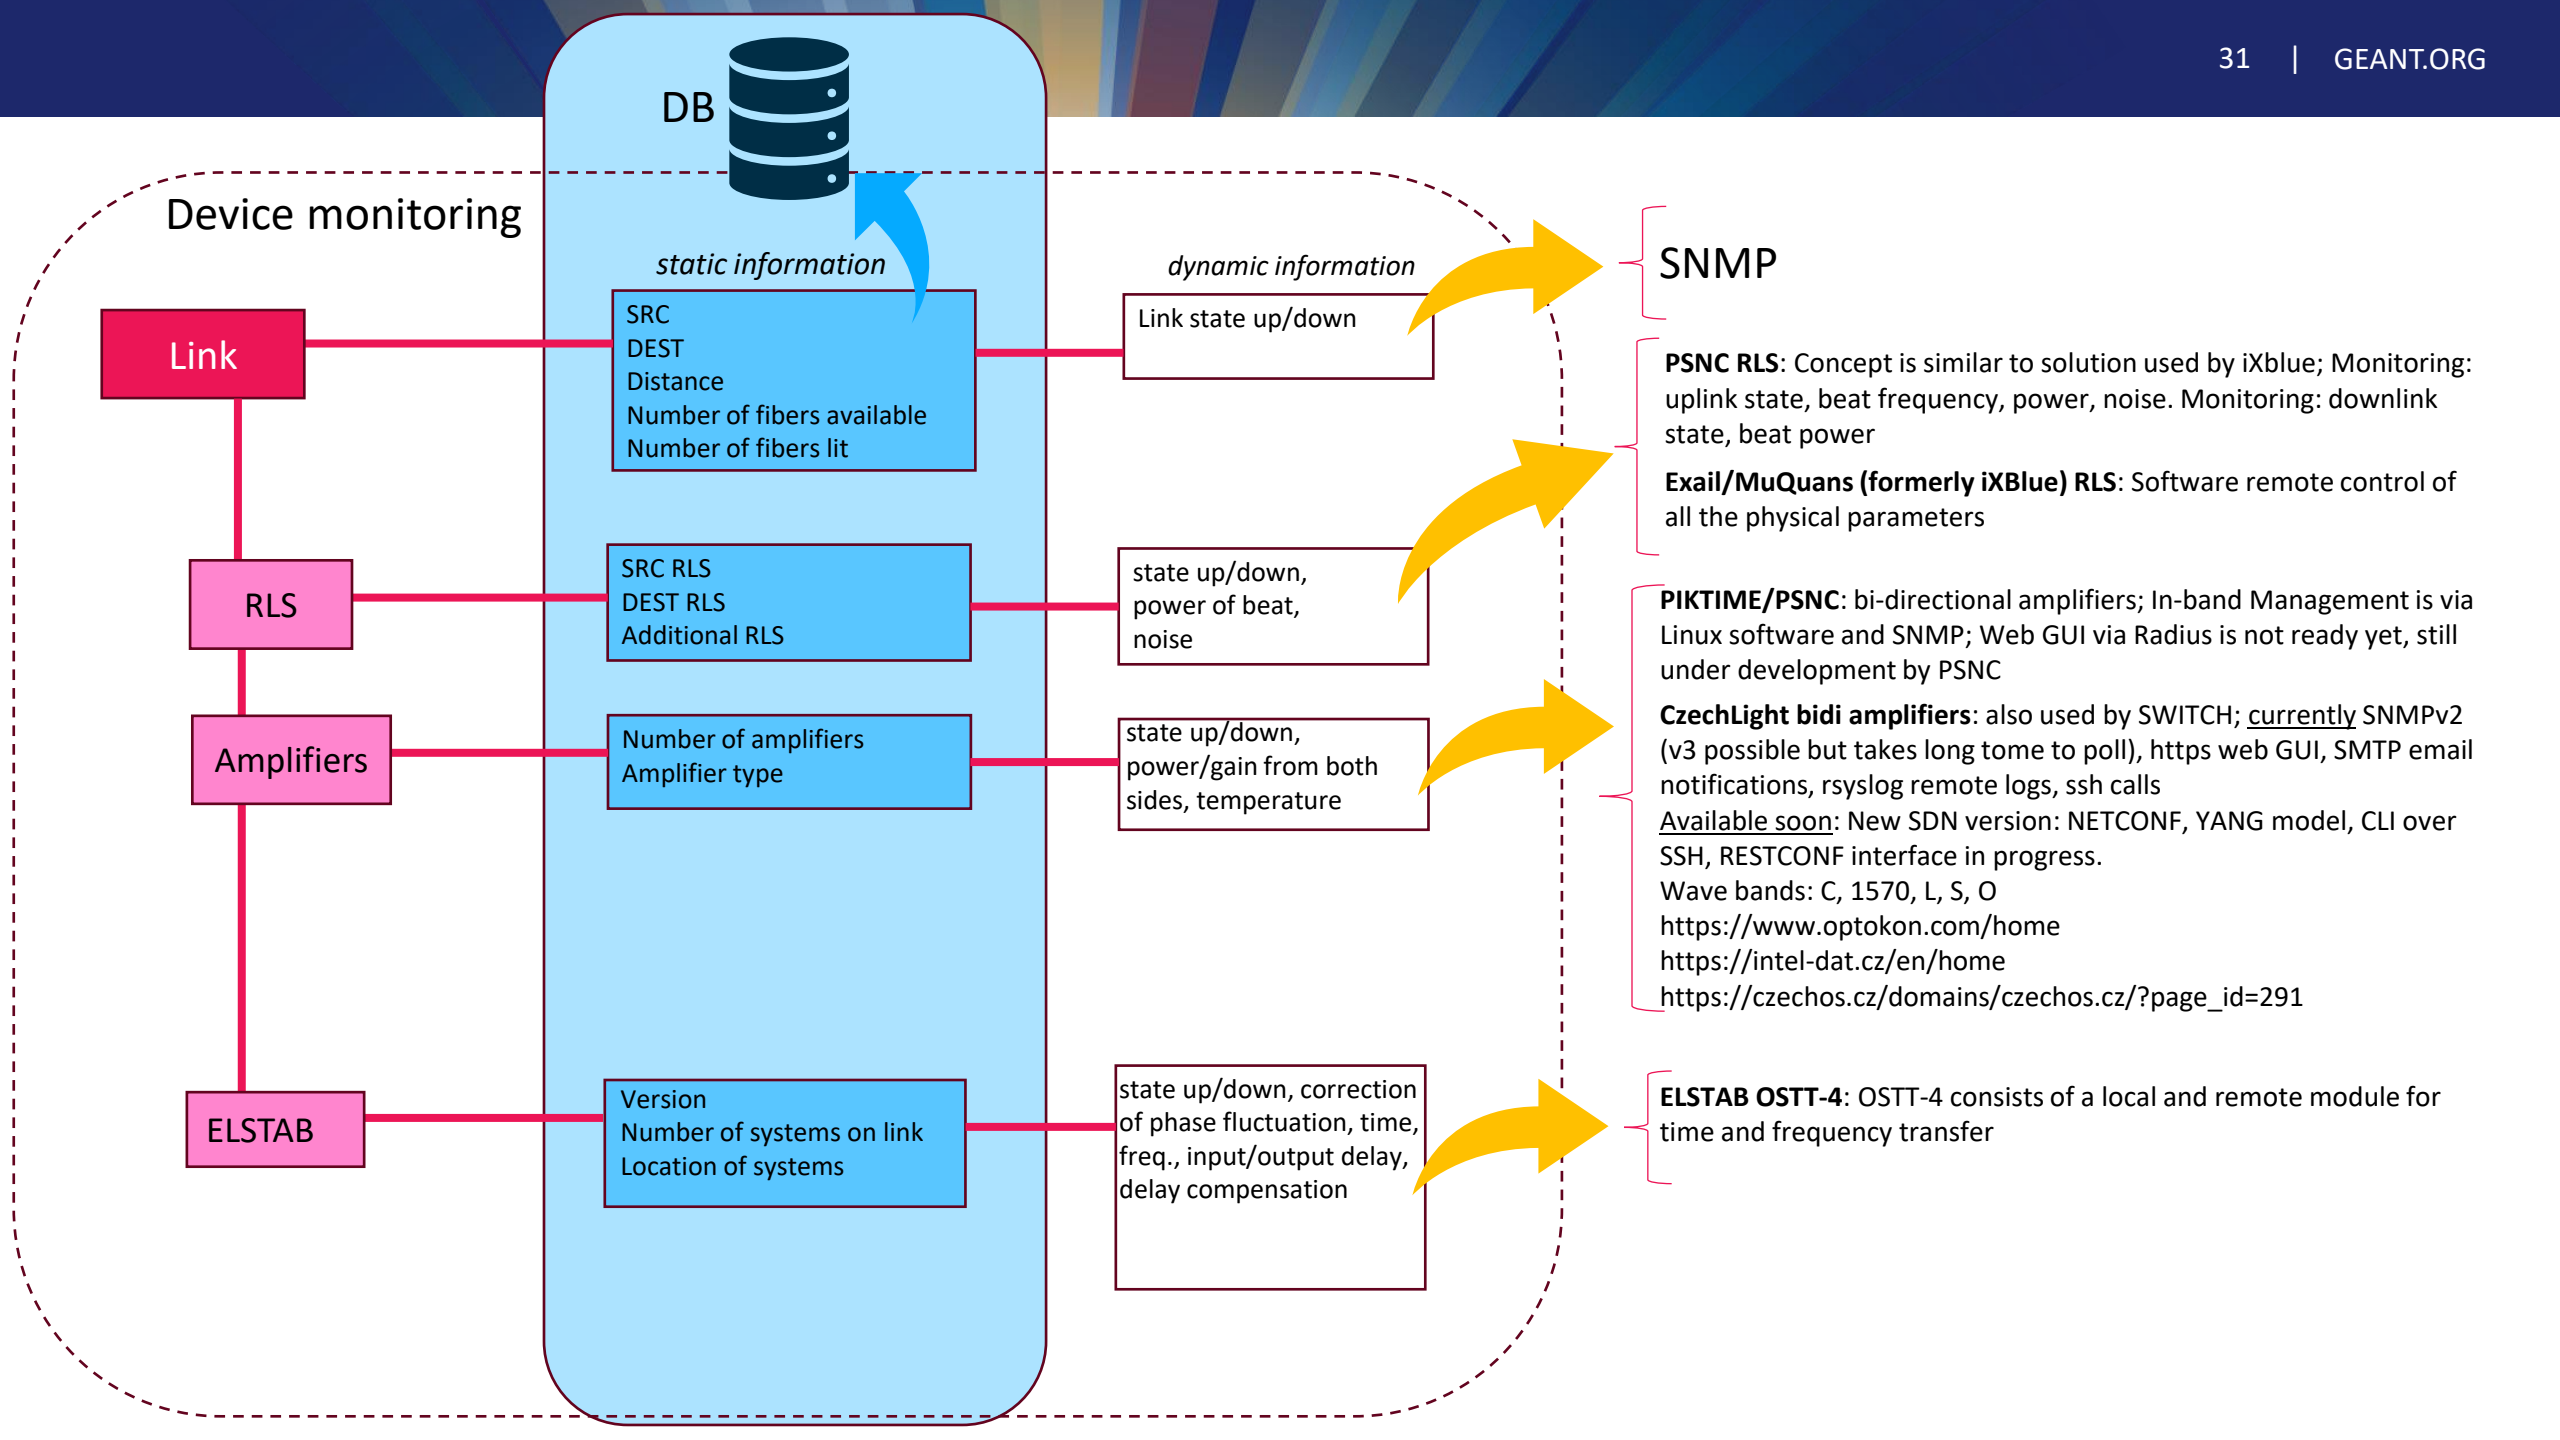 31 | GEANT.ORG
DB
Device monitoring
static information
dynamic information
Link
SRC
DEST
Distance
Number of fibers available
Number of fibers lit
Link state up/down
SNMP
RLS
SRC RLS
DEST RLS
Additional RLS
state up/down,
power of beat,
noise
PSNC RLS: Concept is similar to solution used by iXblue; Monitoring:
uplink state, beat frequency, power, noise. Monitoring: downlink
state, beat power
Exail/MuQuans (formerly iXBlue) RLS: Software remote control of
all the physical parameters
Amplifiers
Number of amplifiers
Amplifier type
state up/down,
power/gain from both
sides, temperature
PIKTIME/PSNC: bi-directional amplifiers; In-band Management is via
Linux software and SNMP; Web GUI via Radius is not ready yet, still
under development by PSNC
CzechLight bidi amplifiers: also used by SWITCH; currently SNMPv2
(v3 possible but takes long tome to poll), https web GUI, SMTP email
notifications, rsyslog remote logs, ssh calls
Available soon: New SDN version: NETCONF, YANG model, CLI over
SSH, RESTCONF interface in progress.
Wave bands: C, 1570, L, S, O
https://www.optokon.com/home
https://intel-dat.cz/en/home
https://czechos.cz/domains/czechos.cz/?page_id=291
ELSTAB
Version
Number of systems on link
Location of systems
state up/down, correction
of phase fluctuation, time,
freq., input/output delay,
delay compensation
ELSTAB OSTT-4: OSTT-4 consists of a local and remote module for
time and frequency transfer